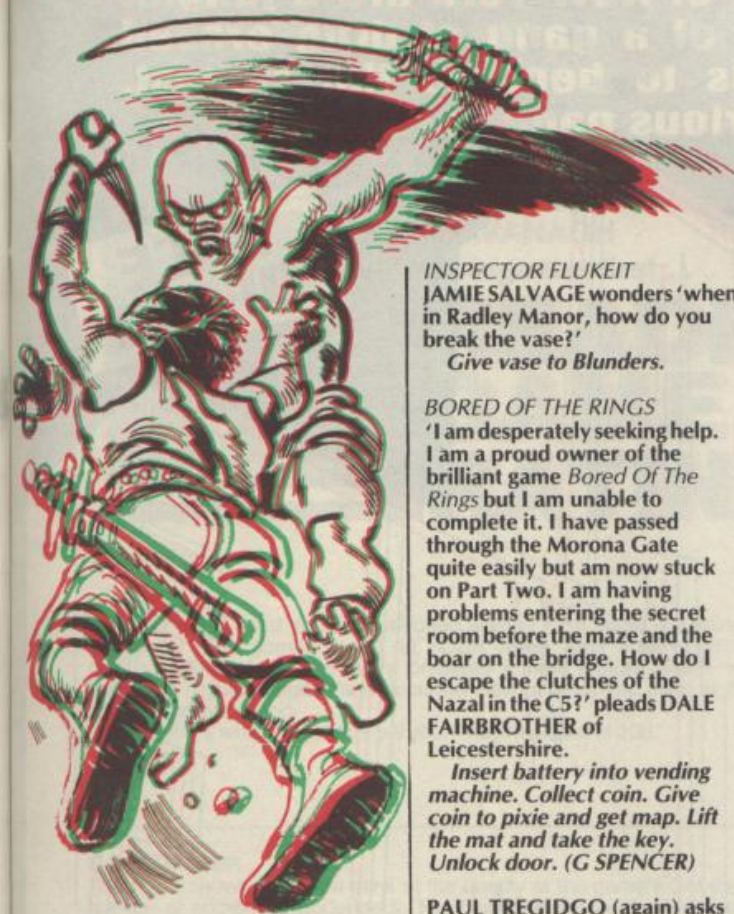 INSPECTOR FLUKEIT
JAMIE SALVAGE wonders ‘when
in Radley Manor, how do you
break the vase?’
Give vase to Blunders.
BORED OF THE RINGS
‘I am desperately seeking help.
I am a proud owner of the
brilliant game Bored Of The
Rings but I am unable to
complete it. I have passed
through the Morona Gate
quite easily but am now stuck
on Part Two. I am having
problems entering the secret
room before the maze and the
boar on the bridge. How do I
escape the clutches of the
Nazal in the C5?’ pleads DALE
FAIRBROTHER of
Leicestershire.
Insert battery into vending
machine. Collect coin. Give
coin to pixie and get map. Lift
the mat and take the key.
Unlock door. (G SPENCER)
PAUL TREGIDGO (again) asks